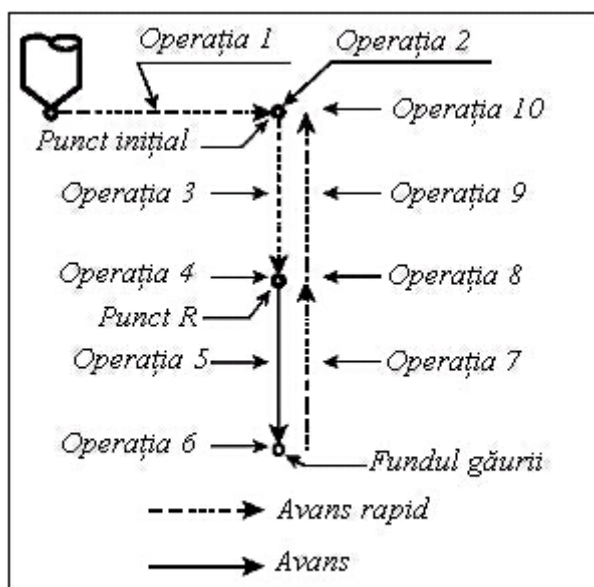 Operația 1
Operația 2
Operația 10
Punct inițial
Operația 3
Operația 9
Operația 4
Operația 8
Punct R
Operația 5
Operația 7
Operația 6
Fundul găurii
Avans rapid
Avans